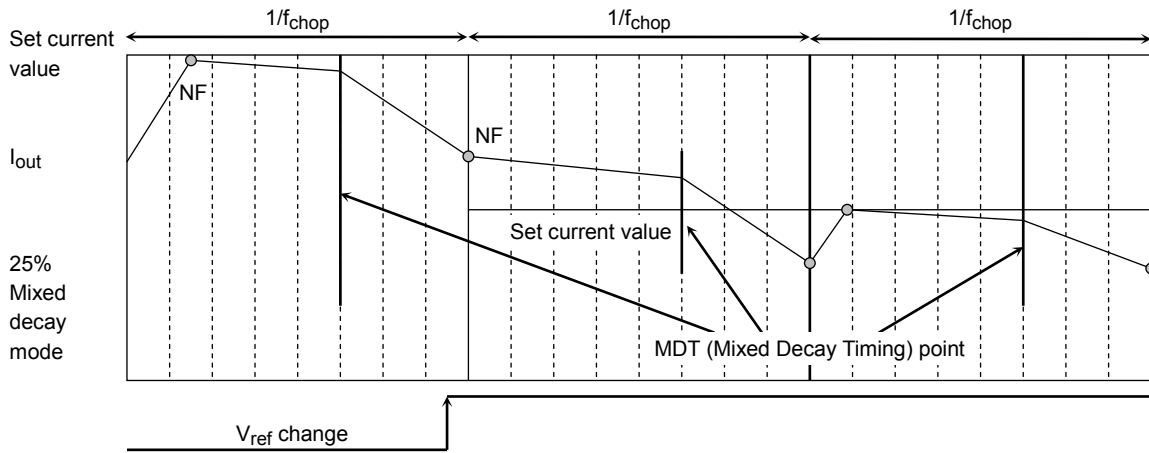 1/fchop
1/fchop
1/fchop
Set current
value
NF
NF
Iout
Set current value
25%
Mixed
decay
mode
MDT (Mixed Decay Timing) point
Vref change